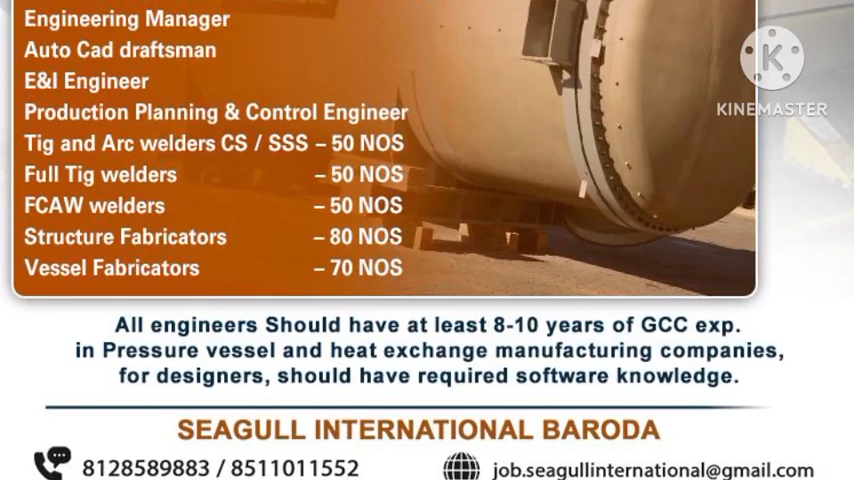 Engineering Manager
Auto Cad draftsman
E&I Engineer
Production Planning & Control Engineer
Tig and Arc welders CS / SSS – 50 NOS
Full Tig welders – 50 NOS
FCAW welders – 50 NOS
Structure Fabricators – 80 NOS
Vessel Fabricators – 70 NOS
K
KINEMASTER
All engineers Should have at least 8-10 years of GCC exp.
in Pressure vessel and heat exchange manufacturing companies,
for designers, should have required software knowledge.
SEAGULL INTERNATIONAL BARODA
8128589883 / 8511011552
job.seagullinternational@gmail.com